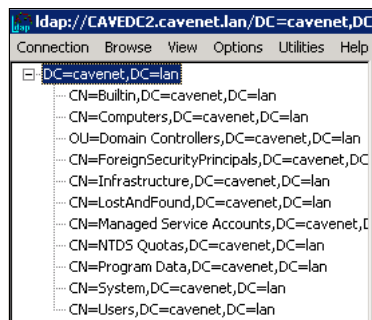 ldap://CAVEDC2.cavenet.lan/DC=cavenet,DC
Connection Browse View Options Utilities Help
DC=cavenet,DC=lan
CN=Builtin,DC=cavenet,DC=lan
CN=Computers,DC=cavenet,DC=lan
OU=Domain Controllers,DC=cavenet,DC=lan
CN=ForeignSecurityPrincipals,DC=cavenet,DC
CN=Infrastructure,DC=cavenet,DC=lan
CN=LostAndFound,DC=cavenet,DC=lan
CN=Managed Service Accounts,DC=cavenet,D
CN=NTDS Quotas,DC=cavenet,DC=lan
CN=Program Data,DC=cavenet,DC=lan
CN=System,DC=cavenet,DC=lan
CN=Users,DC=cavenet,DC=lan